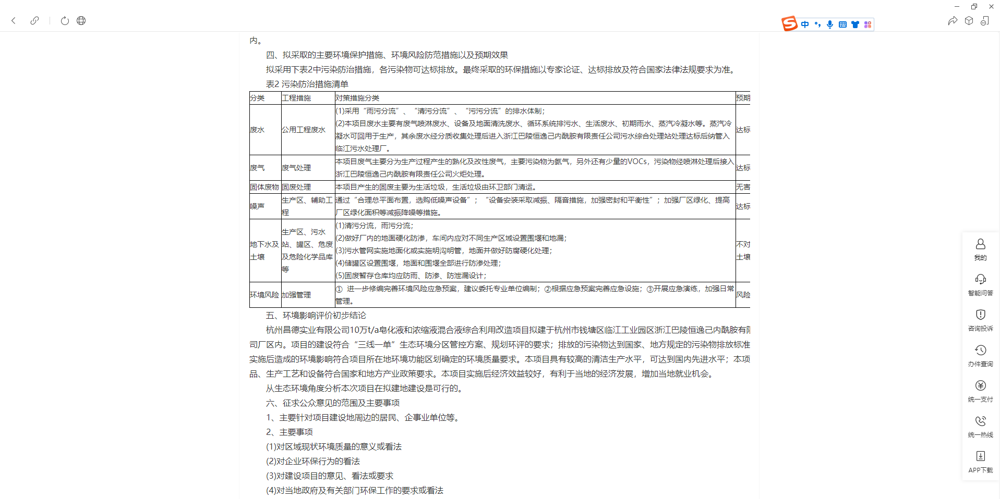 中
内。
四、拟采取的主要环境保护措施、环境风险防范措施以及预期效果
拟采用下表2中污染防治措施，各污染物可达标排放。最终采取的环保措施以专家论证、达标排放及符合国家法律法规要求为准。
表2 污染防治措施清单
分类 工程措施 对策措施分类 预期
废水 公用工程废水 (1)采用“雨污分流”、“清污分流”、“污污分流”的排水体制；
(2)本项目废水主要有废气喷淋废水、设备及地面清洗废水、循环系统排污水、生活废水、初期雨水、蒸汽冷凝水等。蒸汽冷
凝水可回用于生产，其余废水经分质收集处理后进入浙江巴陵恒逸己内酰胺有限责任公司污水综合处理站处理达标后纳管入
临江污水处理厂。
达标
废气 废气处理 本项目废气主要分为生产过程产生的熟化及改性废气，主要污染物为氨气，另外还有少量的VOCs，污染物经喷淋处理后接入
浙江巴陵恒逸己内酰胺有限责任公司火炬处理。
达标
固体废物 固废处理 本项目产生的固废主要为生活垃圾，生活垃圾由环卫部门清运。 无害
噪声 生产区、辅助工
程
通过“合理总平面布置，选购低噪声设备”；“设备安装采取减振、隔音措施，加强密封和平衡性”；加强厂区绿化、提高
厂区绿化面积等减振降噪等措施。
达标
地下水及
土壤
生产区、污水
站、罐区、危废
及危险化学品库
等
(1)清污分流，雨污分流；
(2)做好厂内的地面硬化防渗，车间内应对不同生产区域设置围堰和地漏；
(3)污水管网实施地面化或实施明沟明管，地面并做好防腐硬化处理；
(4)储罐区设置围堰，地面和围堰全部进行防渗处理；
(5)固废暂存仓库均应防雨、防渗、防泄漏设计；
不对
土壤
环境风险 加强管理 ① 进一步修编完善环境风险应急预案，建议委托专业单位编制；②根据应急预案完善应急设施；③开展应急演练，加强日常
管理。
风险
五、环境影响评价初步结论
杭州昌德实业有限公司10万t/a皂化液和浓缩液混合液综合利用改造项目拟建于杭州市钱塘区临江工业园区浙江巴陵恒逸己内酰胺有限
司厂区内。项目的建设符合“三线一单”生态环境分区管控方案、规划环评的要求；排放的污染物达到国家、地方规定的污染物排放标准
实施后造成的环境影响符合项目所在地环境功能区划确定的环境质量要求。本项目具有较高的清洁生产水平，可达到国内先进水平；本项
品、生产工艺和设备符合国家和地方产业政策要求。本项目实施后经济效益较好，有利于当地的经济发展，增加当地就业机会。
从生态环境角度分析本次项目在拟建地建设是可行的。
六、征求公众意见的范围及主要事项
1、主要针对项目建设地周边的居民、企事业单位等。
2、主要事项
(1)对区域现状环境质量的意义或看法
(2)对企业环保行为的看法
(3)对建设项目的意见、看法或要求
(4)对当地政府及有关部门环保工作的要求或看法
我的
智能问答
咨询投诉
办件查询
统一支付
统一热线
APP下载